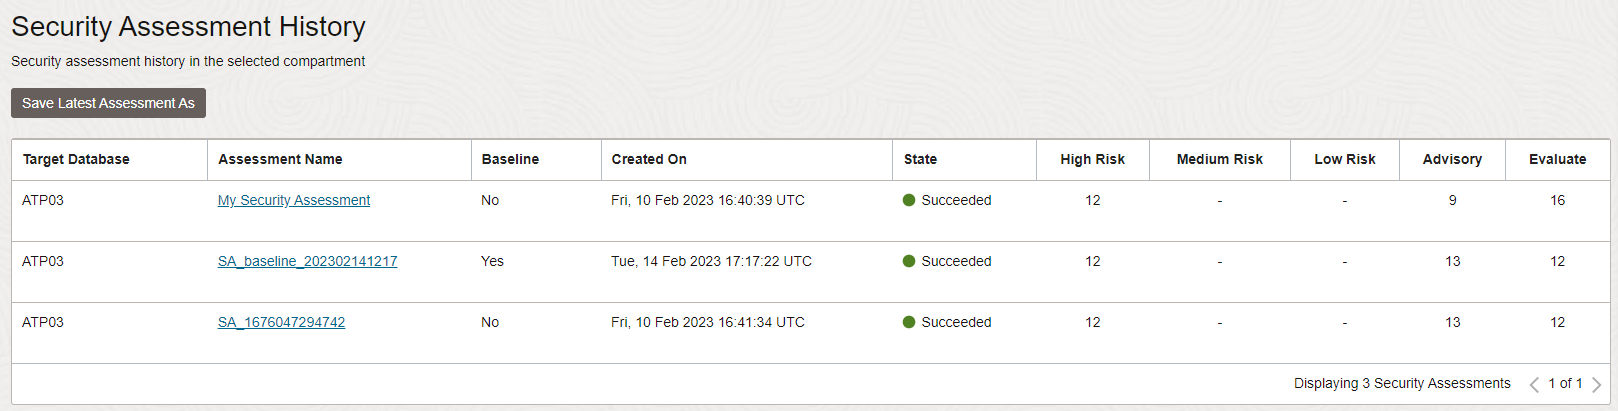 Security Assessment History
Security assessment history in the selected compartment
Save Latest Assessment As
Target Database Assessment Name Baseline Created On State High Risk Medium Risk Low Risk Advisory Evaluate
ATP03 My Security Assessment No Fri, 10 Feb 2023 16:40:39 UTC Succeeded 12 - - 9 16
ATP03 SA_baseline_202302141217 Yes Tue, 14 Feb 2023 17:17:22 UTC Succeeded 12 - - 13 12
ATP03 SA_1676047294742 No Fri, 10 Feb 2023 16:41:34 UTC Succeeded 12 - - 13 12
Displaying 3 Security Assessments 1 of 1